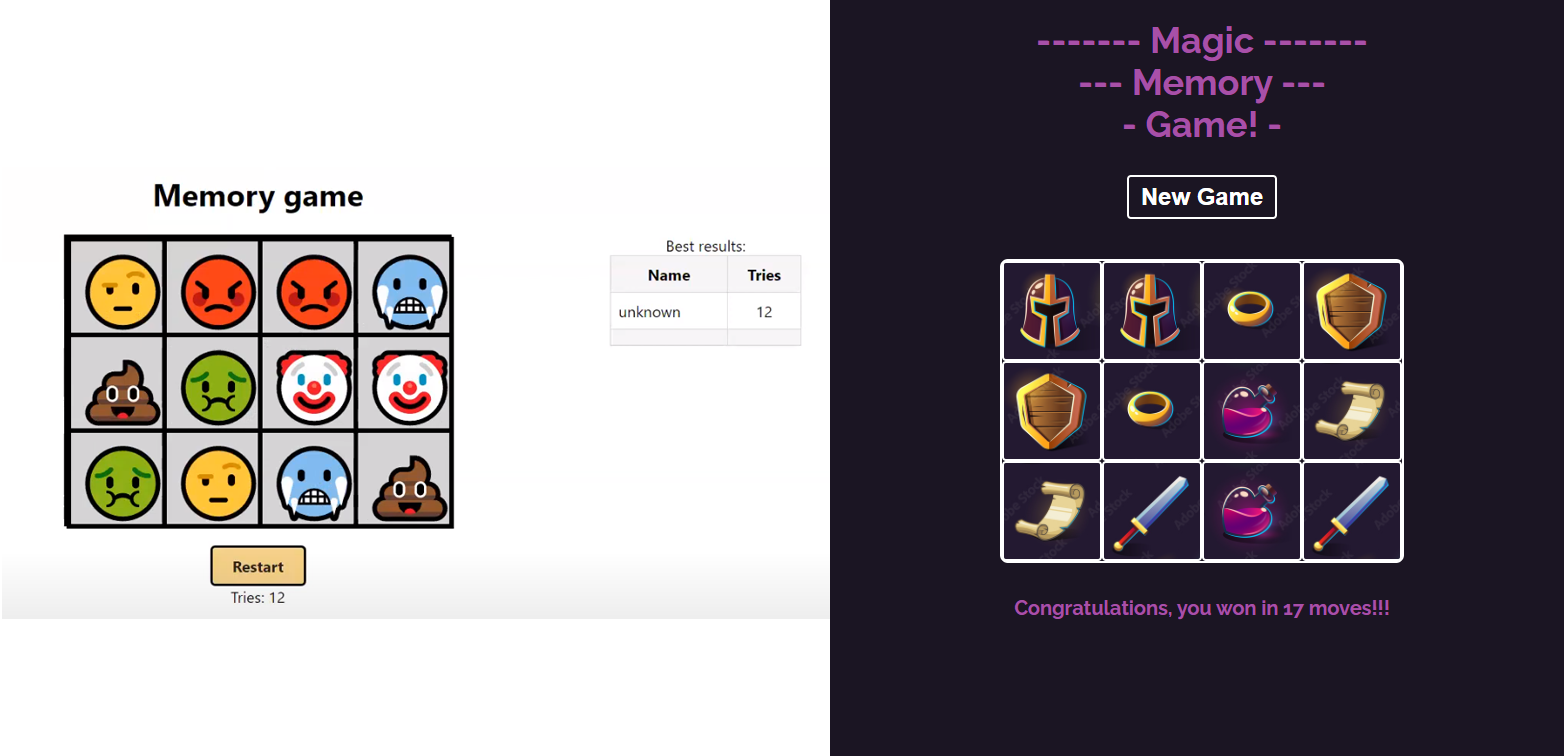 Memory game
Best results:
Name Tries
unknown 12
Restart
Tries: 12
------- Magic -------
--- Memory ---
- Game! -
New Game
Congratulations, you won in 17 moves!!!